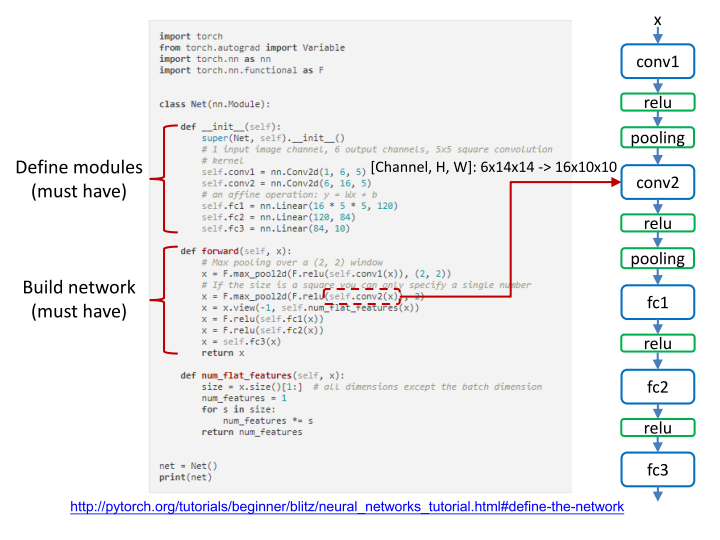 import torch
from torch.autograd import Variable
import torch.nn as nn
import torch.nn.functional as F
class Net(nn.Module):
def __init__(self):
super(Net, self).__init__()
# 1 input image channel, 6 output channels, 5x5 square convolution
# kernel
self.conv1 = nn.Conv2d(1, 6, 5)
self.conv2 = nn.Conv2d(6, 16, 5)
# an affine operation: y = Wx + b
self.fc1 = nn.Linear(16 * 5 * 5, 120)
self.fc2 = nn.Linear(120, 84)
self.fc3 = nn.Linear(84, 10)
def forward(self, x):
# Max pooling over a (2, 2) window
x = F.max_pool2d(F.relu(self.conv1(x)), (2, 2))
# If the size is a square you can only specify a single number
x = F.max_pool2d(F.relu(self.conv2(x)), 2)
x = x.view(-1, self.num_flat_features(x))
x = F.relu(self.fc1(x))
x = F.relu(self.fc2(x))
x = self.fc3(x)
return x
def num_flat_features(self, x):
size = x.size()[1:]  # all dimensions except the batch dimension
num_features = 1
for s in size:
num_features *= s
return num_features
net = Net()
print(net)
Define modules
(must have)
Build network
(must have)
[Channel, H, W]: 6x14x14 -> 16x10x10
x
conv1
relu
pooling
conv2
relu
pooling
fc1
relu
fc2
relu
fc3
http://pytorch.org/tutorials/beginner/blitz/neural_networks_tutorial.html#define-the-network